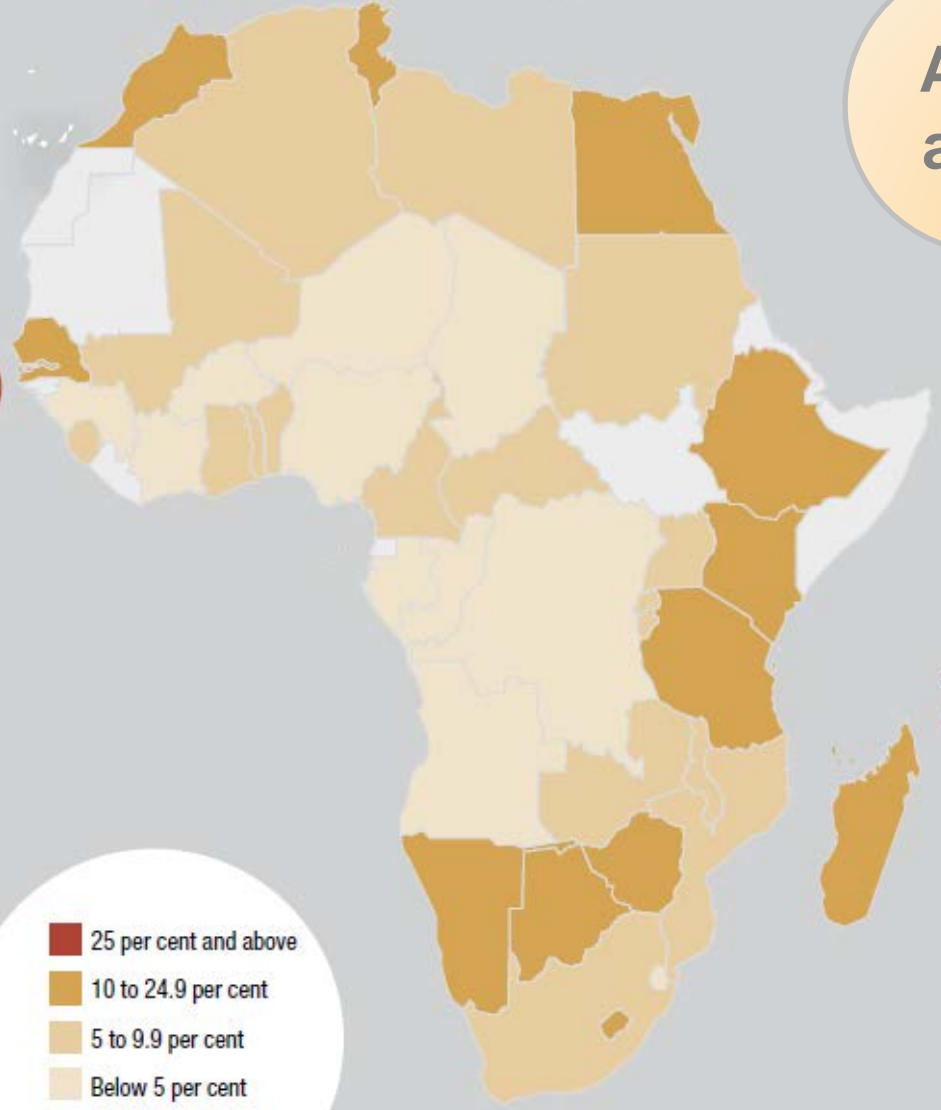 25 per cent and above
10 to 24.9 per cent
5 to 9.9 per cent
Below 5 per cent